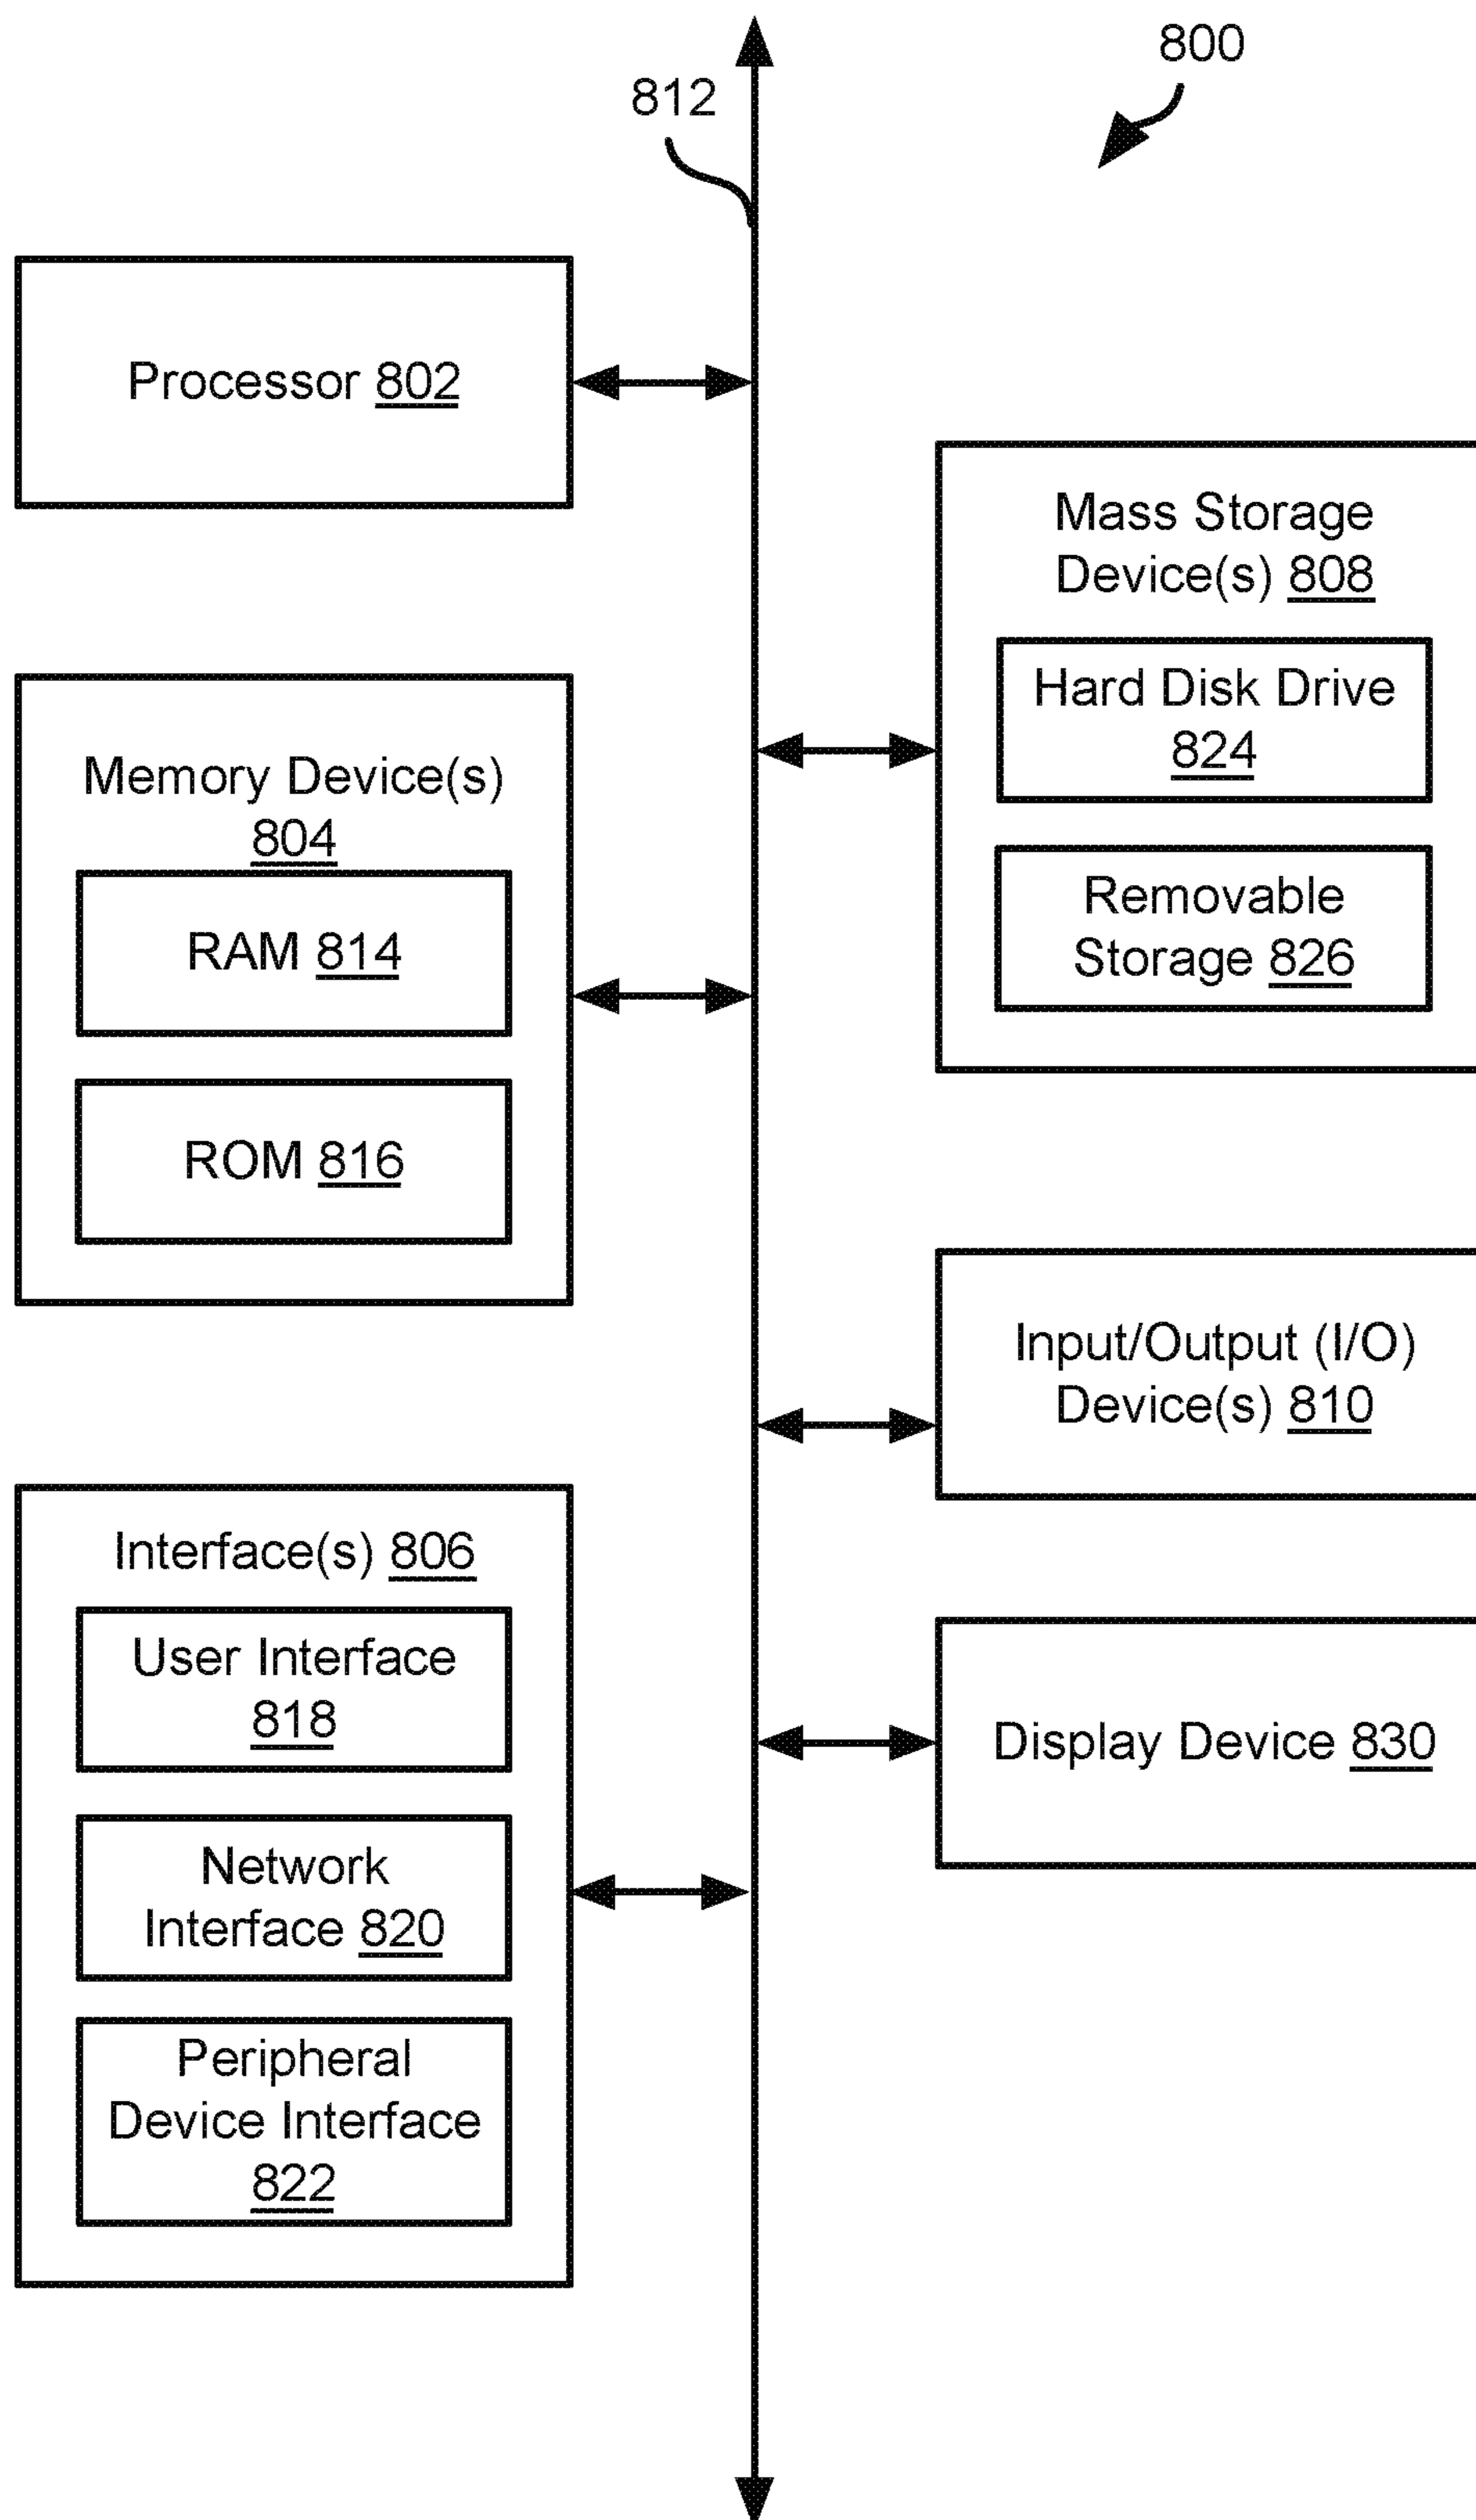 800
812
Processor 802
Mass Storage
Device(s) 808
Hard Disk Drive
824
Removable
Storage 826
Memory Device(s)
804
RAM 814
ROM 816
Input/Output (I/O)
Device(s) 810
Interface(s) 806
User Interface
818
Network
Interface 820
Peripheral
Device Interface
822
Display Device 830